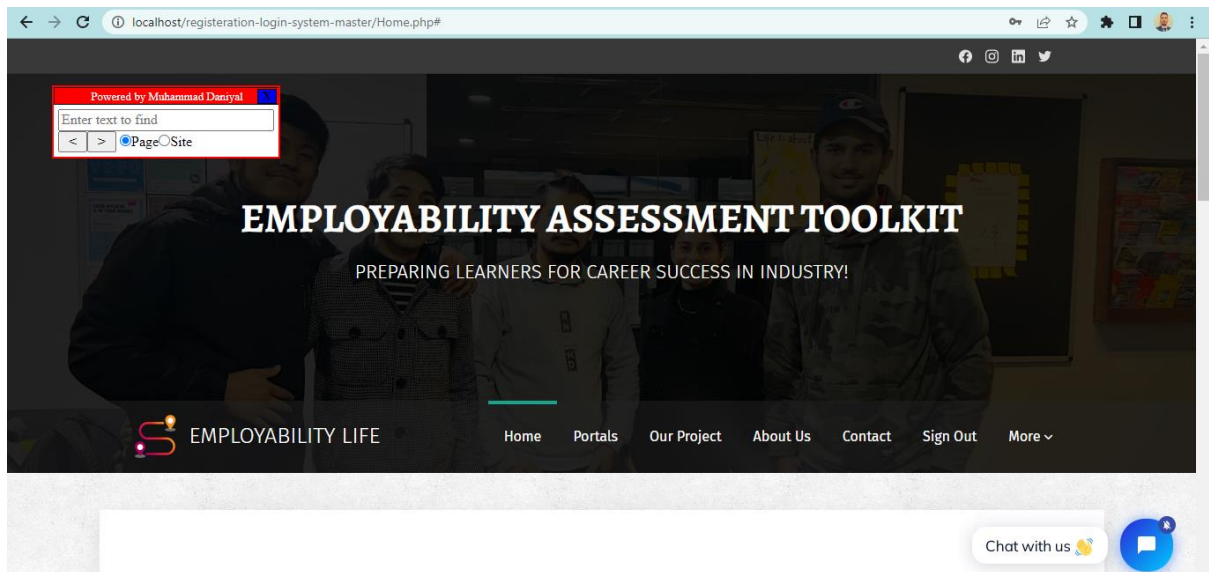 localhost/registeration-login-system-master/Home.php#
Powered by Muhammad Daniyal X
Enter text to find
< > Page Site
EMPLOYABILITY ASSESSMENT TOOLKIT
PREPARING LEARNERS FOR CAREER SUCCESS IN INDUSTRY!
EMPLOYABILITY LIFE Home Portals Our Project About Us Contact Sign Out More
Chat with us 👋